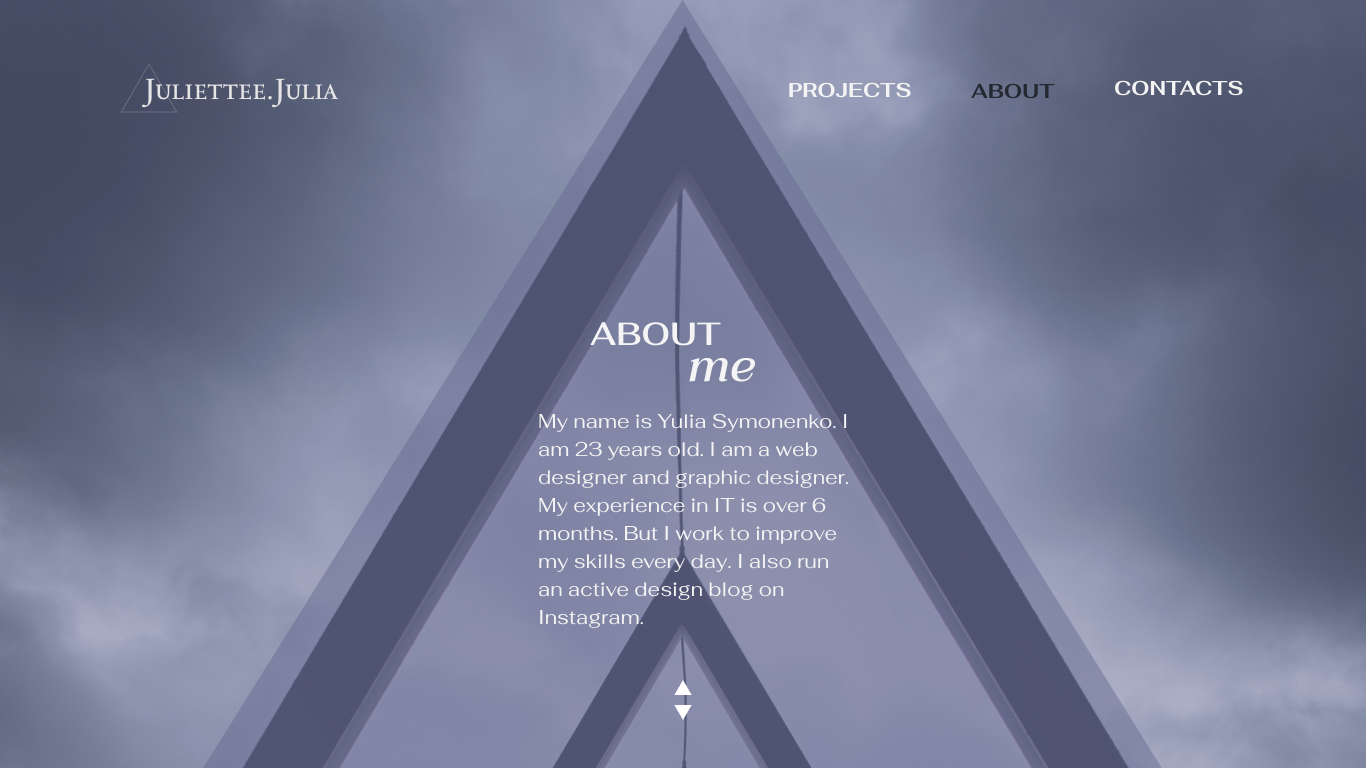 Juliettee.Julia
PROJECTS
ABOUT
CONTACTS
ABOUT
me
My name is Yulia Symonenko. I
am 23 years old. I am a web
designer and graphic designer.
My experience in IT is over 6
months. But I work to improve
my skills every day. I also run
an active design blog on
Instagram.